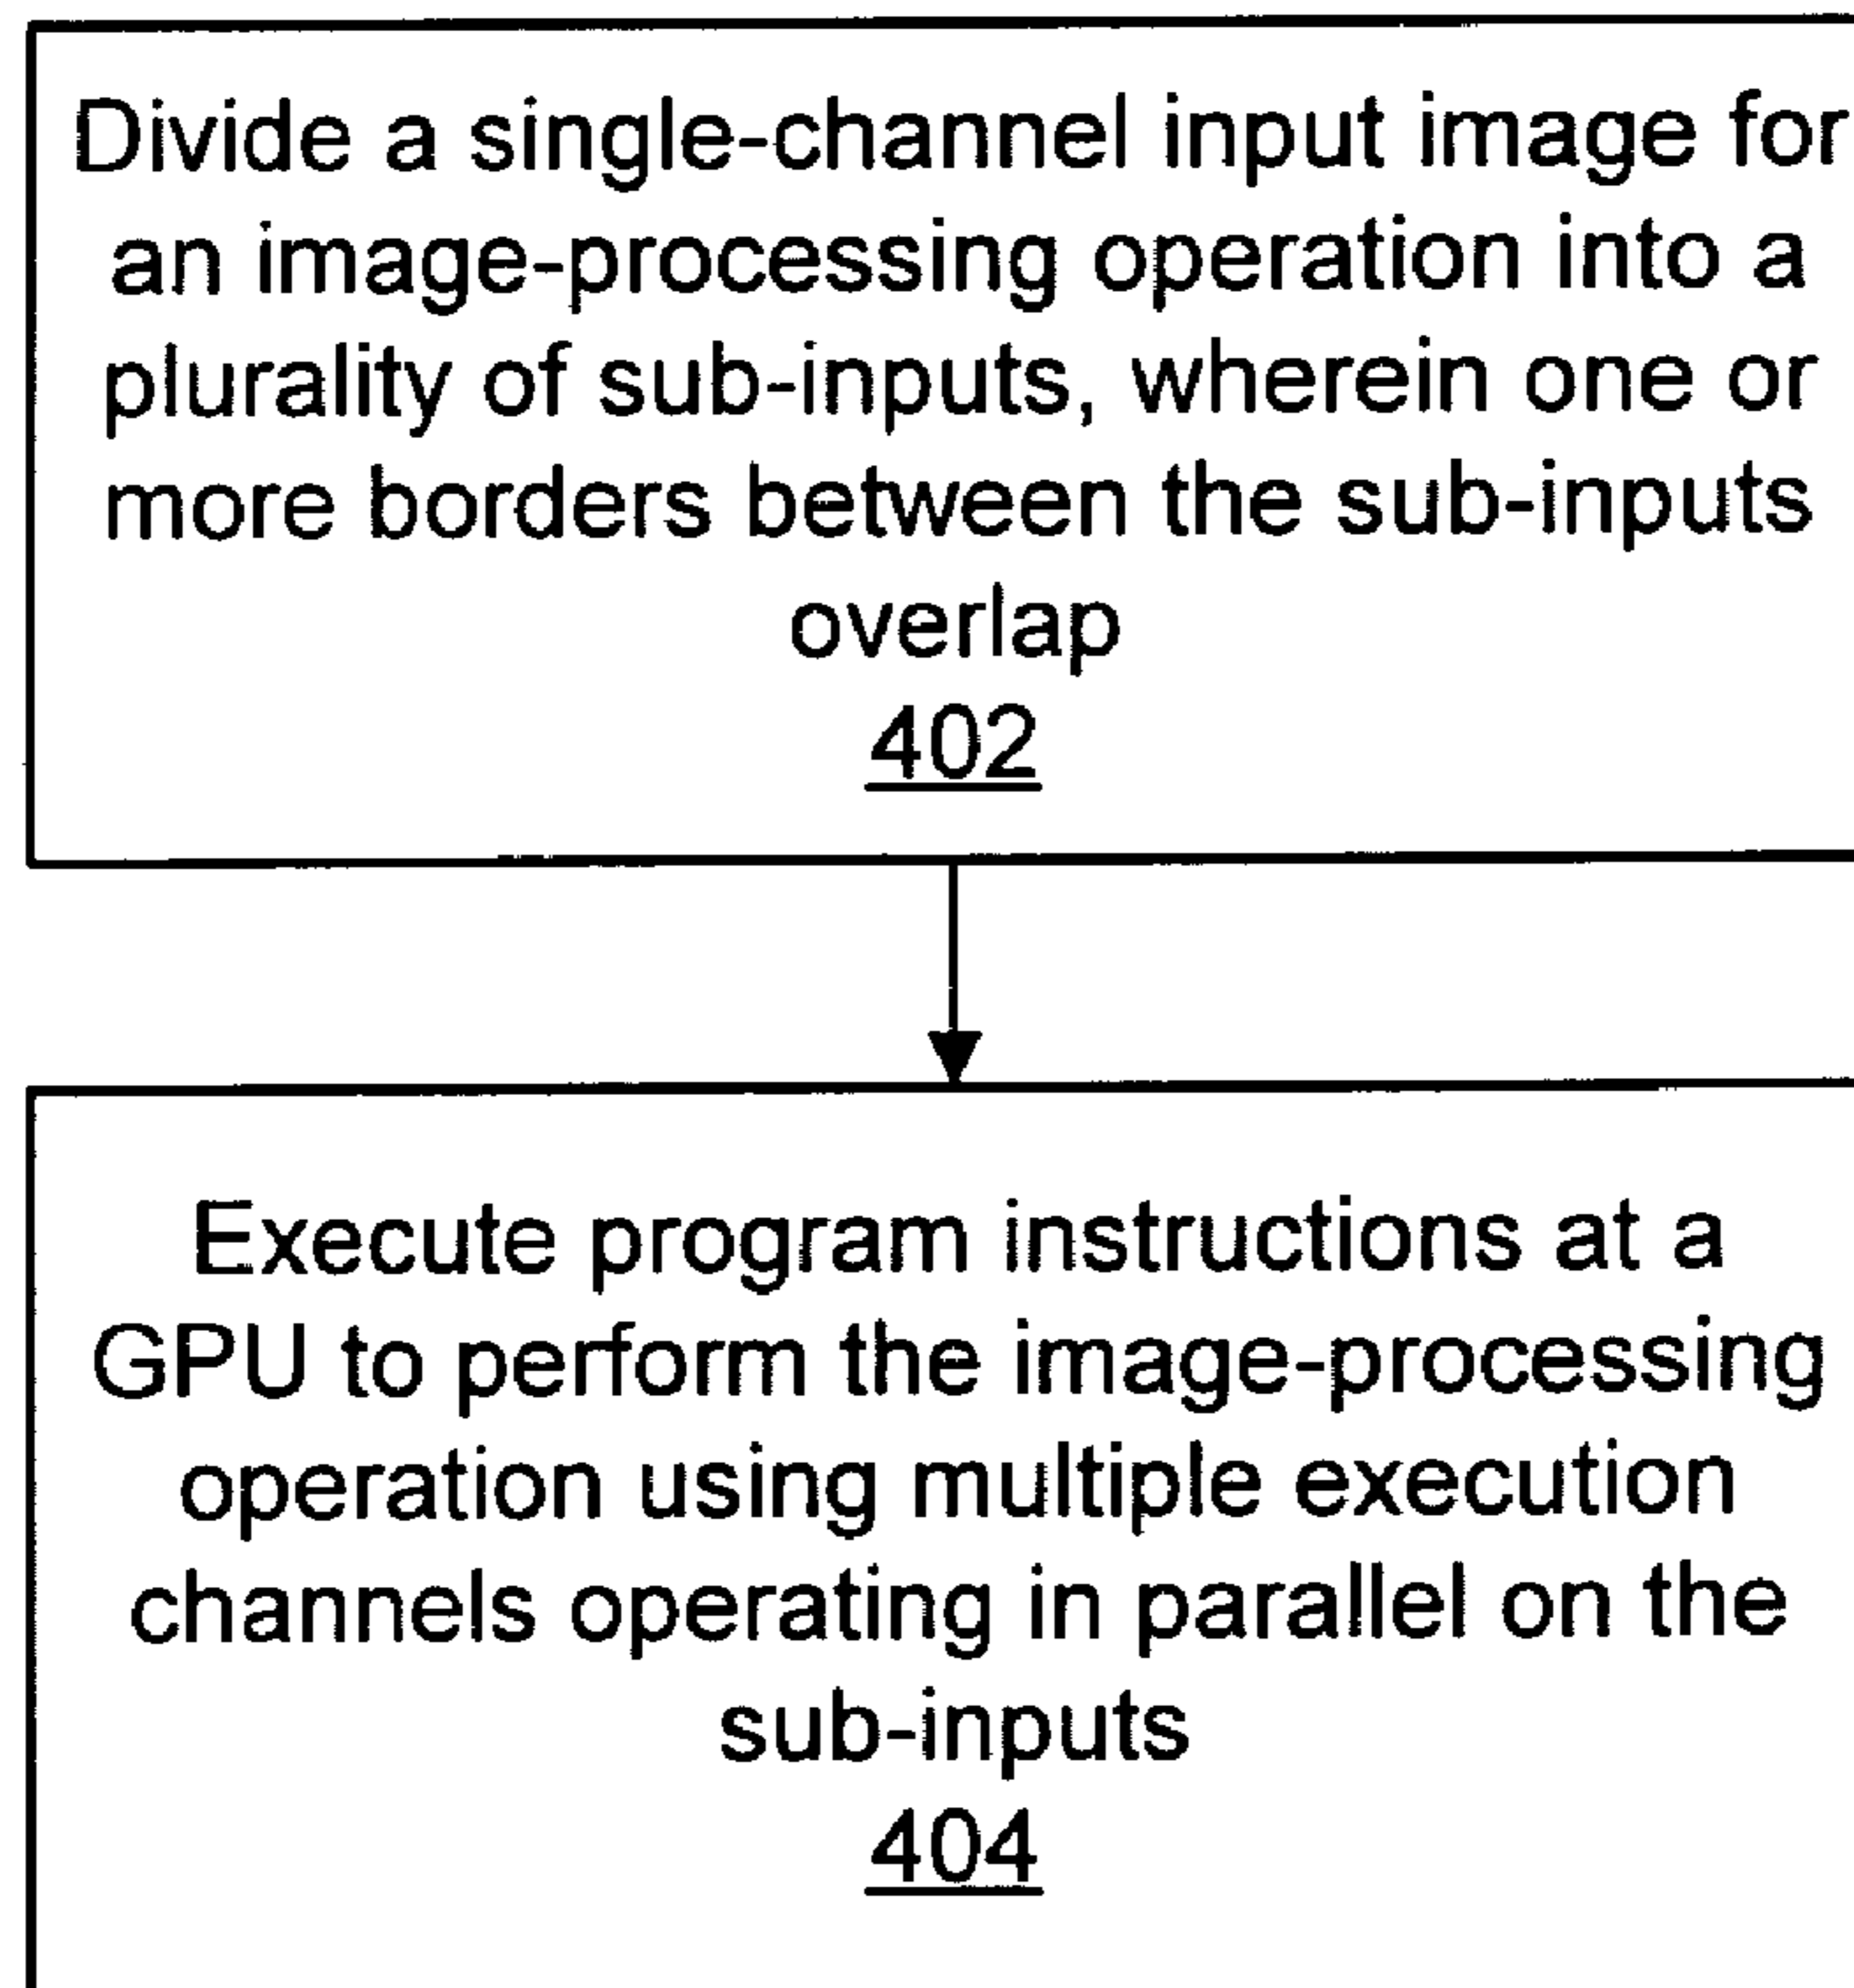 Divide a single-channel input image for
an image-processing operation into a
plurality of sub-inputs, wherein one or
more borders between the sub-inputs
overlap
402
Execute program instructions at a
GPU to perform the image-processing
operation using multiple execution
channels operating in parallel on the
sub-inputs
404